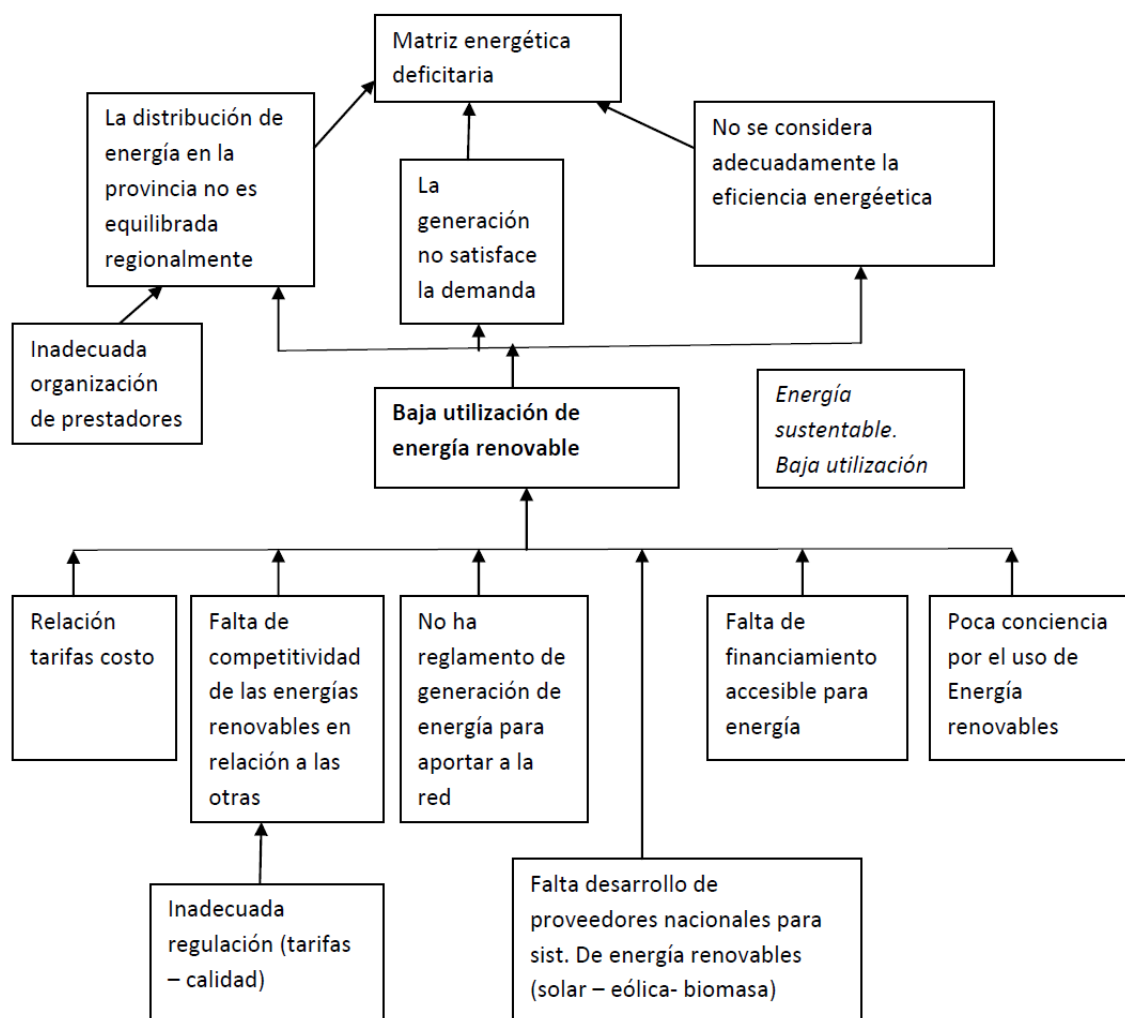 Matriz energética
deficitaria
La distribución de
energía en la
provincia no es
equilibrada
regionalmente
La
generación
no satisface
la demanda
No se considera
adecuadamente la
eficiencia energéetica
Inadecuada
organización
de prestadores
Baja utilización de
energía renovable
Energía
sustentable.
Baja utilización
Relación
tarifas costo
Falta de
competitividad
de las energías
renovables en
relación a las
otras
No ha
reglamento de
generación de
energía para
aportar a la
red
Falta de
financiamiento
accesible para
energía
Poca conciencia
por el uso de
Energía
renovables
Inadecuada
regulación (tarifas
– calidad)
Falta desarrollo de
proveedores nacionales para
sist. De energía renovables
(solar – eólica- biomasa)